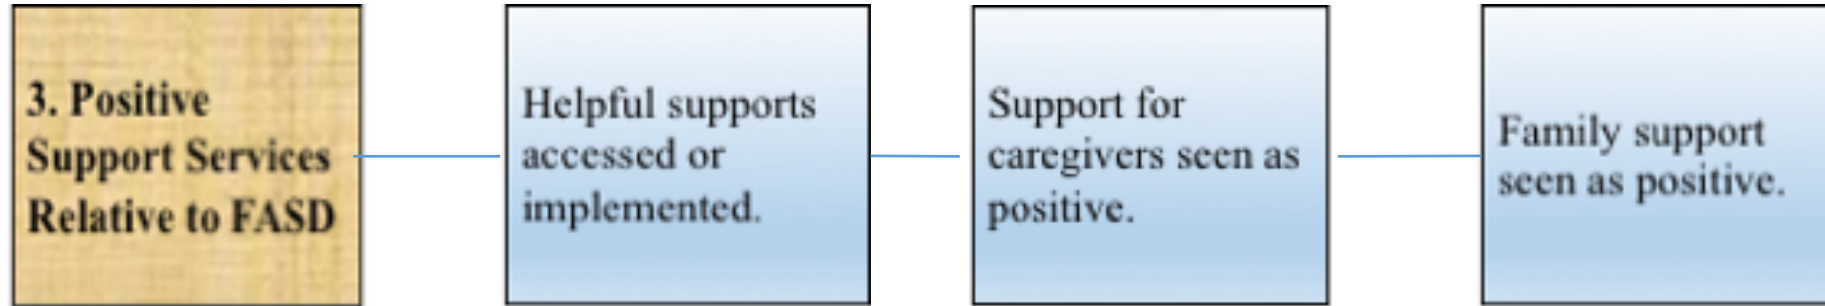 3. Positive
Support Services
Relative to FASD
Helpful supports
accessed or
implemented.
Support for
caregivers seen as
positive.
Family support
seen as positive.